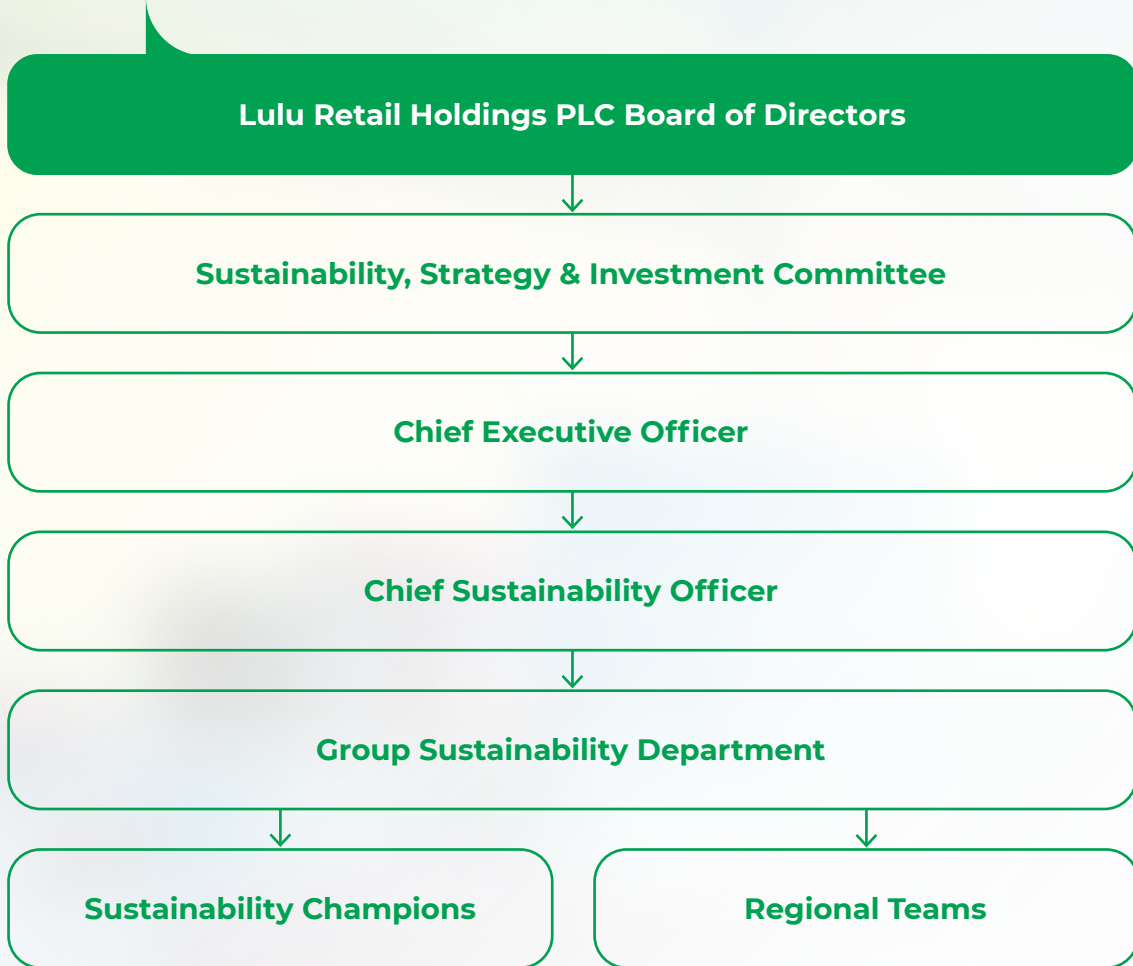 Lulu Retail Holdings PLC Board of Directors
Sustainability, Strategy & Investment Committee
Chief Executive Officer
Chief Sustainability Officer
Group Sustainability Department
Sustainability Champions
Regional Teams